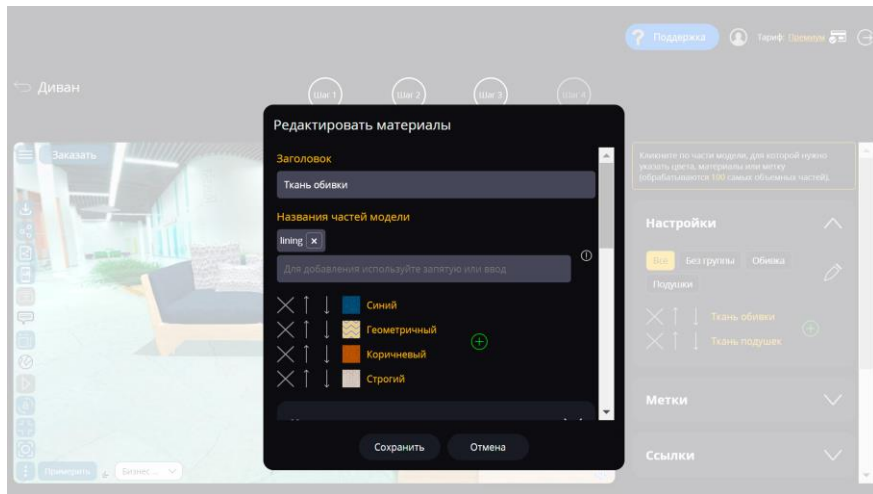 Поддержка
Тариф: Премиум
Диван
Шаг 1
Шаг 2
Шаг 3
Шаг 4
Заказать
Редактировать материалы
Заголовок
Ткань обивки
Названия частей модели
lining
Для добавления используйте запятую или ввод
Синий
Геометричный
Коричневый
Строгий
Сохранить
Отмена
Кликните по части модели, для которой нужно
указать цвета, материалы или метку
(обрабатываются 100 самых объемных частей).
Настройки
Все
Без группы
Обивка
Подушки
Ткань обивки
Ткань подушек
Метки
Ссылки
Примерить
Бизнес...